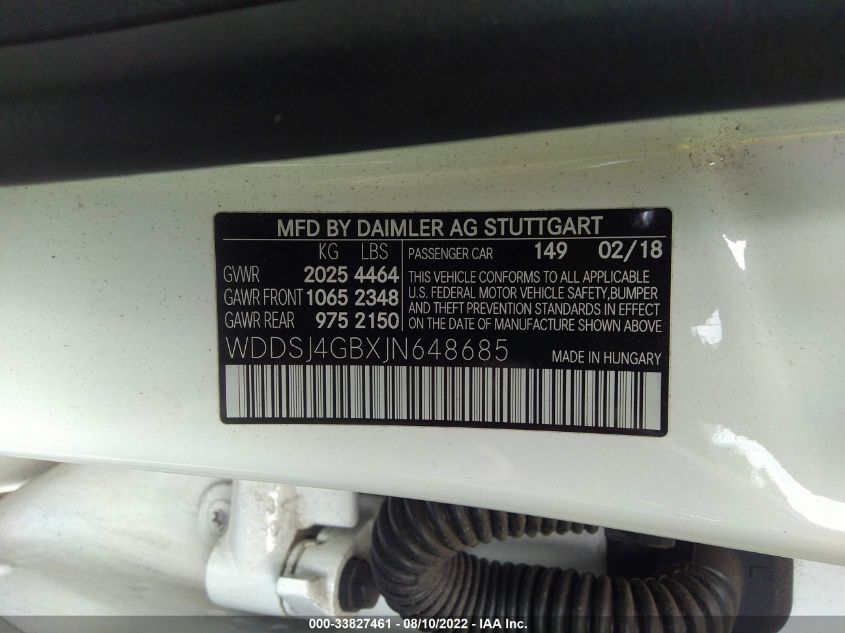 MFD BY DAIMLER AG STUTTGART
KG LBS
GVWR 2025 4464
GAWR FRONT 1065 2348
GAWR REAR 975 2150
PASSENGER CAR 149 02/18
THIS VEHICLE CONFORMS TO ALL APPLICABLE
U.S. FEDERAL MOTOR VEHICLE SAFETY,BUMPER
AND THEFT PREVENTION STANDARDS IN EFFECT
ON THE DATE OF MANUFACTURE SHOWN ABOVE
WDDSJ4GBXJN648685
MADE IN HUNGARY
000-33827461 - 08/10/2022 - IAA Inc.